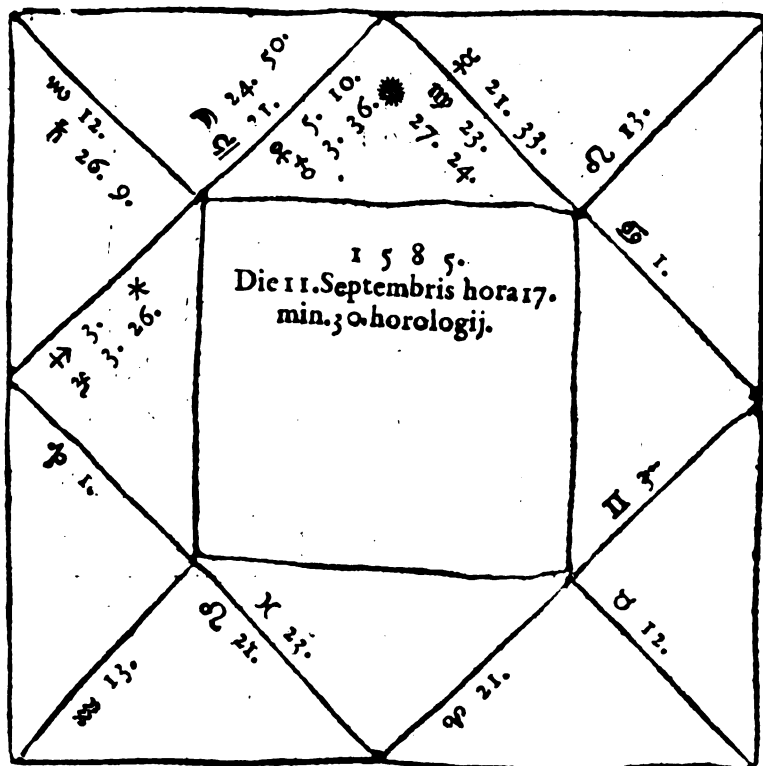 1 5 8 5.
Die 11. Septembris hora 17.
min. 30. horologij.
♍ 23.
☉ 27. 24.
5. 10.
3. 36.
☽ 24. 50.
♎ 21.
♏ 12.
26. 9.
♐ 3. ⚹
♃ 3. 26.
♑ 1.
♒ 13.
♓ 23.
21.
21.
♉ 12.
♊ 3.
♋ 1.
♌ 13.
21. 33.